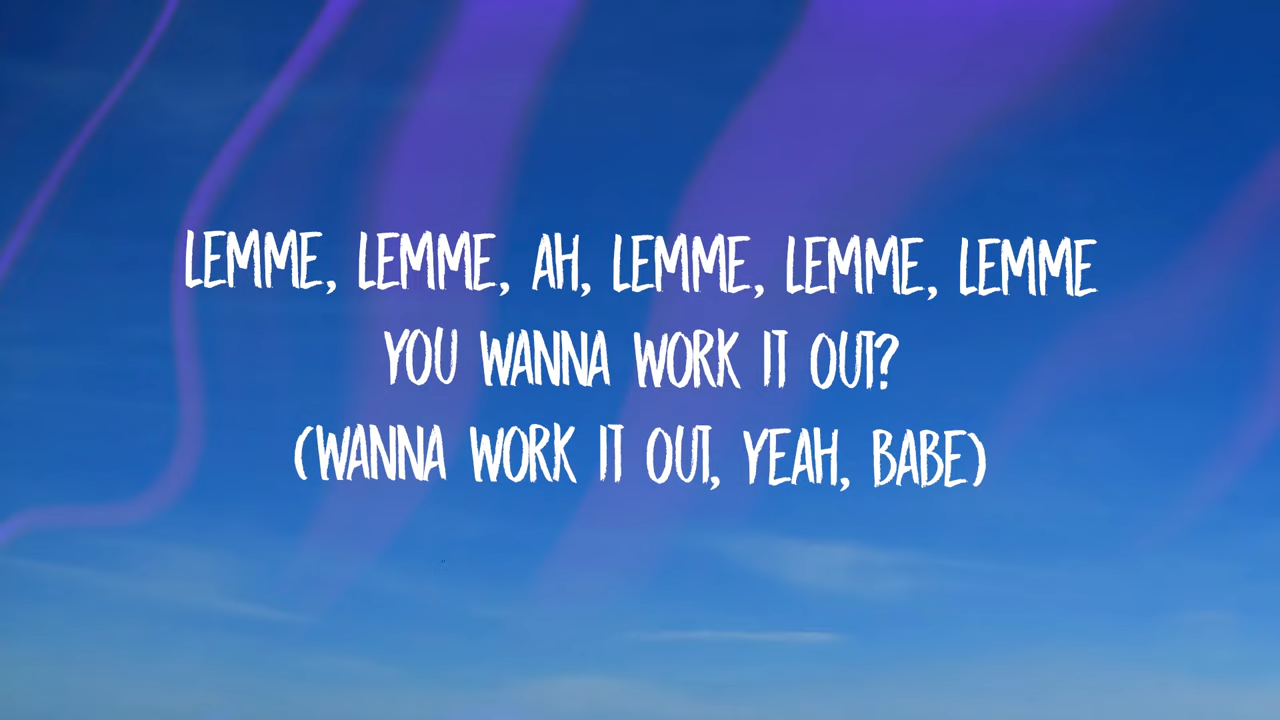 LEMME, LEMME, AH, LEMME, LEMME, LEMME
YOU WANNA WORK IT OUT?
(WANNA WORK IT OUT, YEAH, BABE)